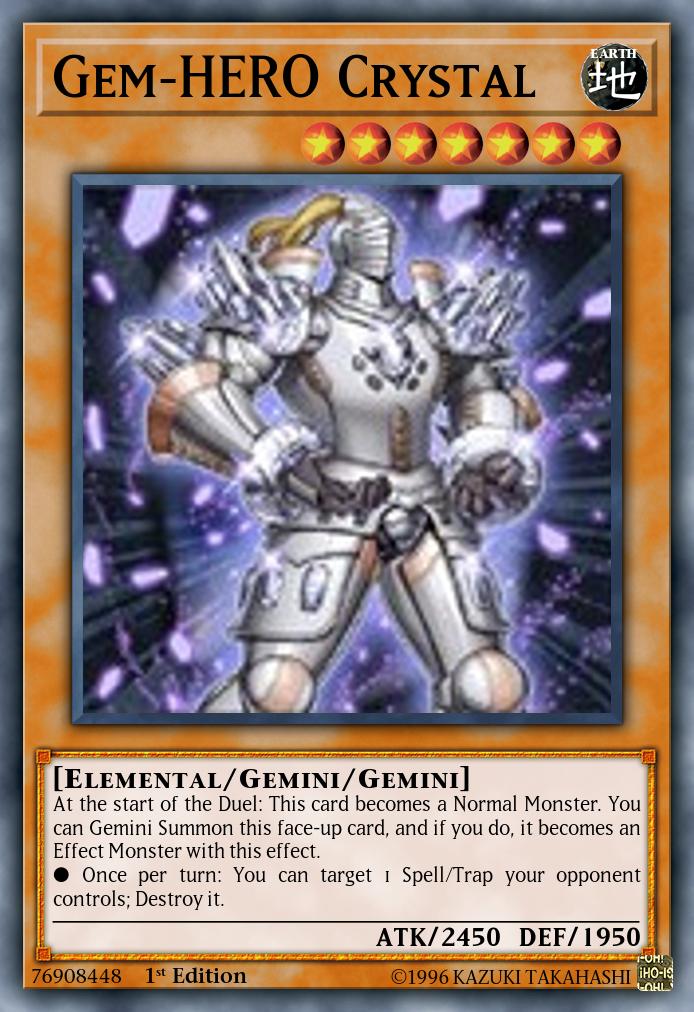 Gem-HERO Crystal
EARTH
地
[Elemental/Gemini/Gemini]
At the start of the Duel: This card becomes a Normal Monster. You
can Gemini Summon this face-up card, and if you do, it becomes an
Effect Monster with this effect.
● Once per turn: You can target 1 Spell/Trap your opponent
controls; Destroy it.
ATK/2450 DEF/1950
76908448 1st Edition ©1996 KAZUKI TAKAHASHI